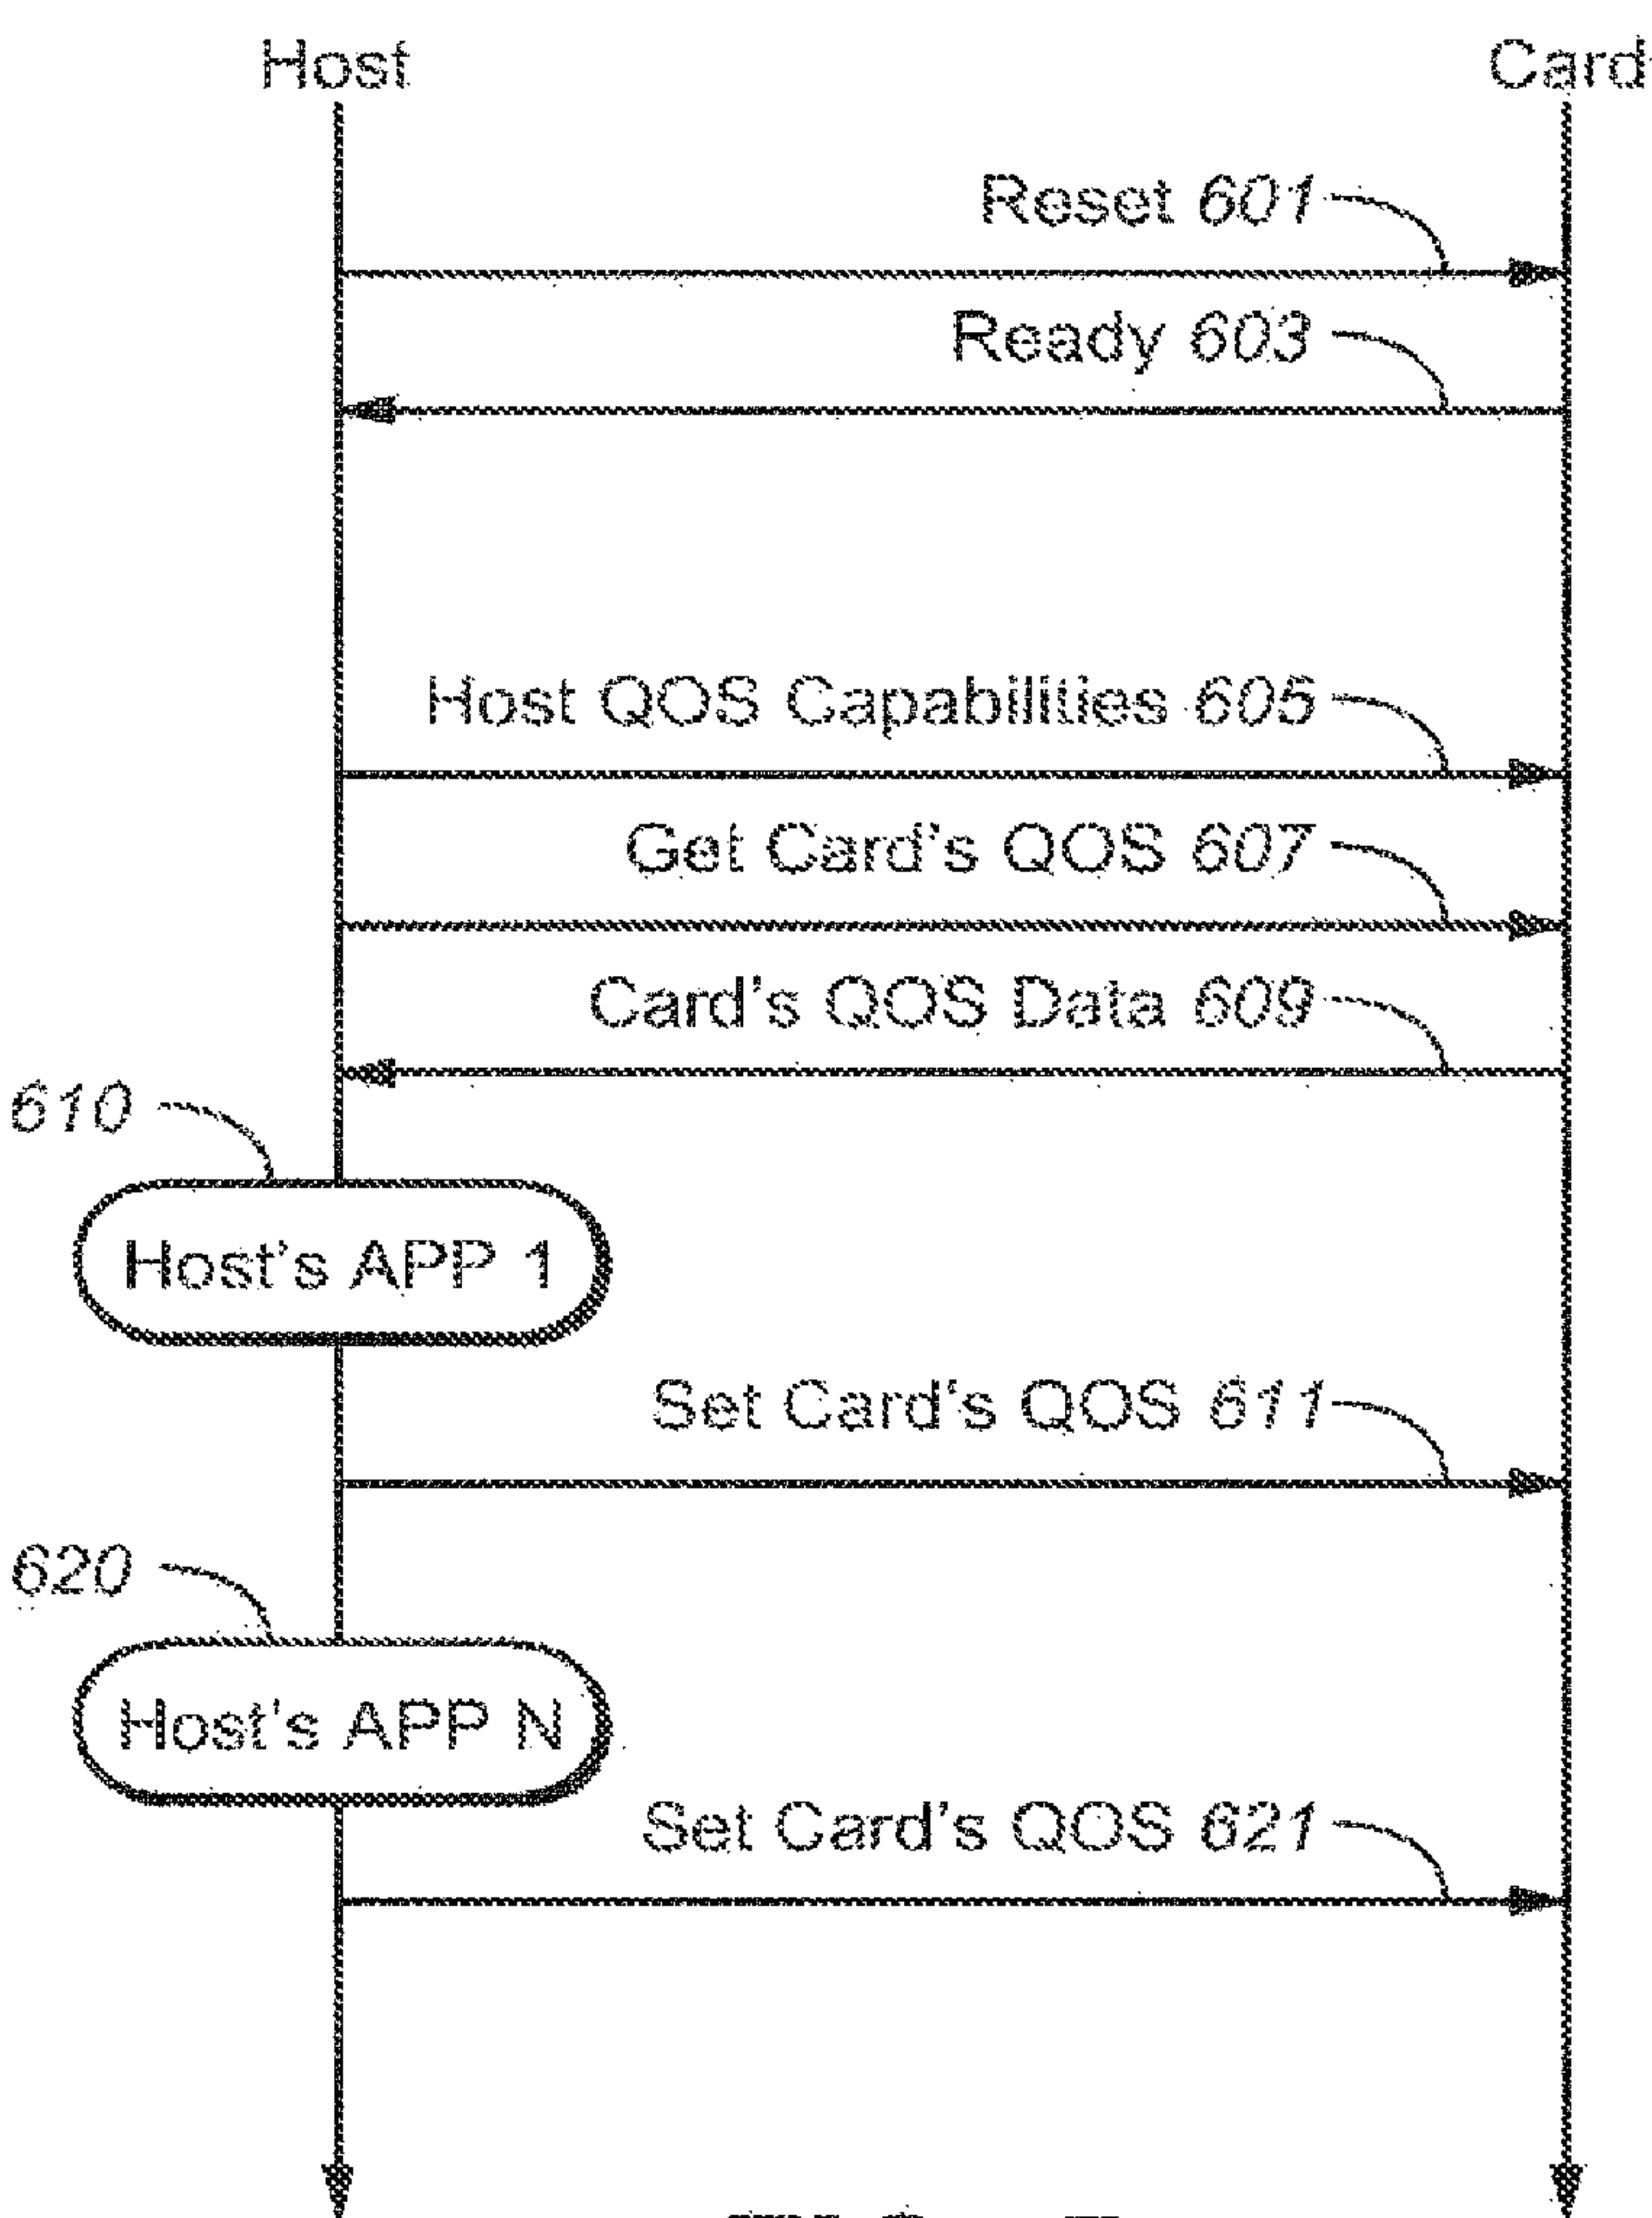 Host
Card
Reset 601
Ready 603
Host QOS Capabilities 605
Get Card's QOS 607
Card's QOS Data 609
610
Host's APP 1
Set Card's QOS 611
620
Host's APP N
Set Card's QOS 621